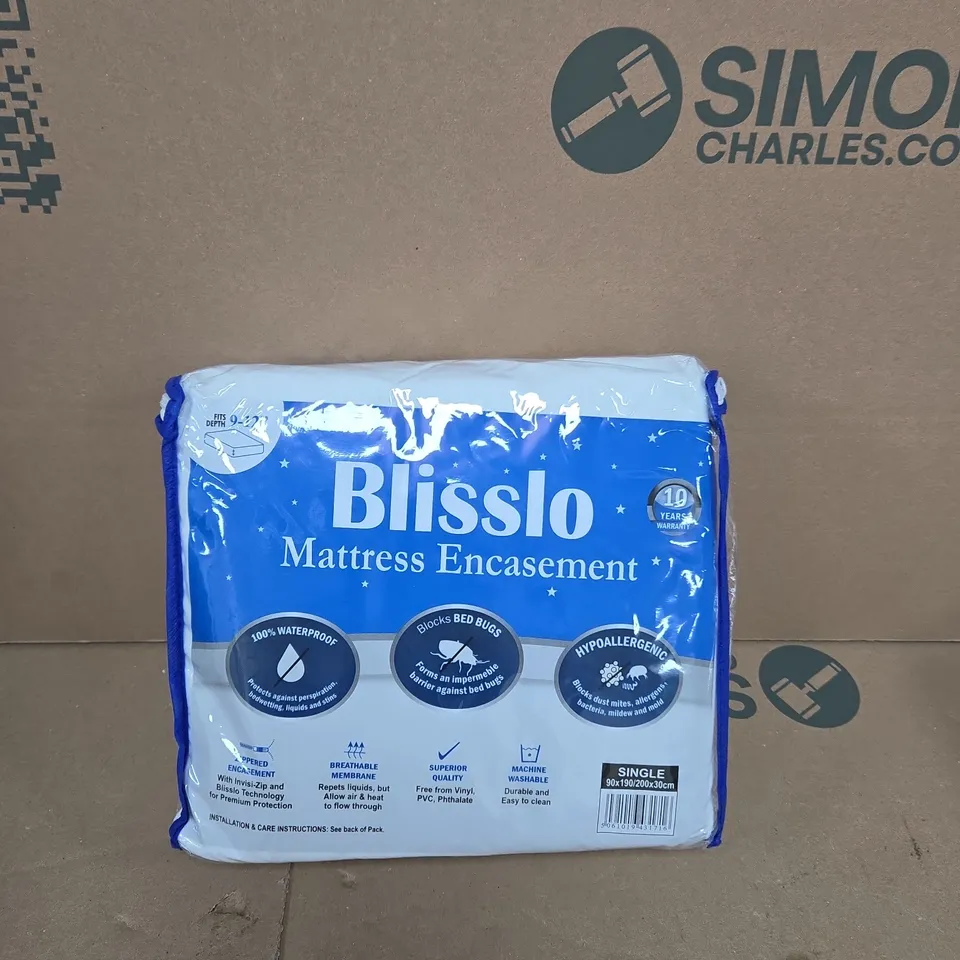 SIMO
CHARLES.CO
FITS
DEPTH
Blisslo
Mattress Encasement
10
YEARS
WARRANTY
100% WATERPROOF
Protects against perspiration,
bedwetting, liquids and stins
Blocks BED BUGS
Forms an impermeble
barrier against bed bugs
HYPOALLERGENIC
Blocks dust mites, allergens
bacteria, mildew and mold
ENCASEMENT
With Invisi-Zip and
Blisslo Technology
for Premium Protection
BREATHABLE
MEMBRANE
Repets liquids, but
Allow air & heat
to flow through
SUPERIOR
QUALITY
Free from Vinyl,
PVC, Phthalate
MACHINE
WASHABLE
Durable and
Easy to clean
SINGLE
90x190/200x30cm
5061019431716
INSTALLATION & CARE INSTRUCTIONS: See back of Pack.
S